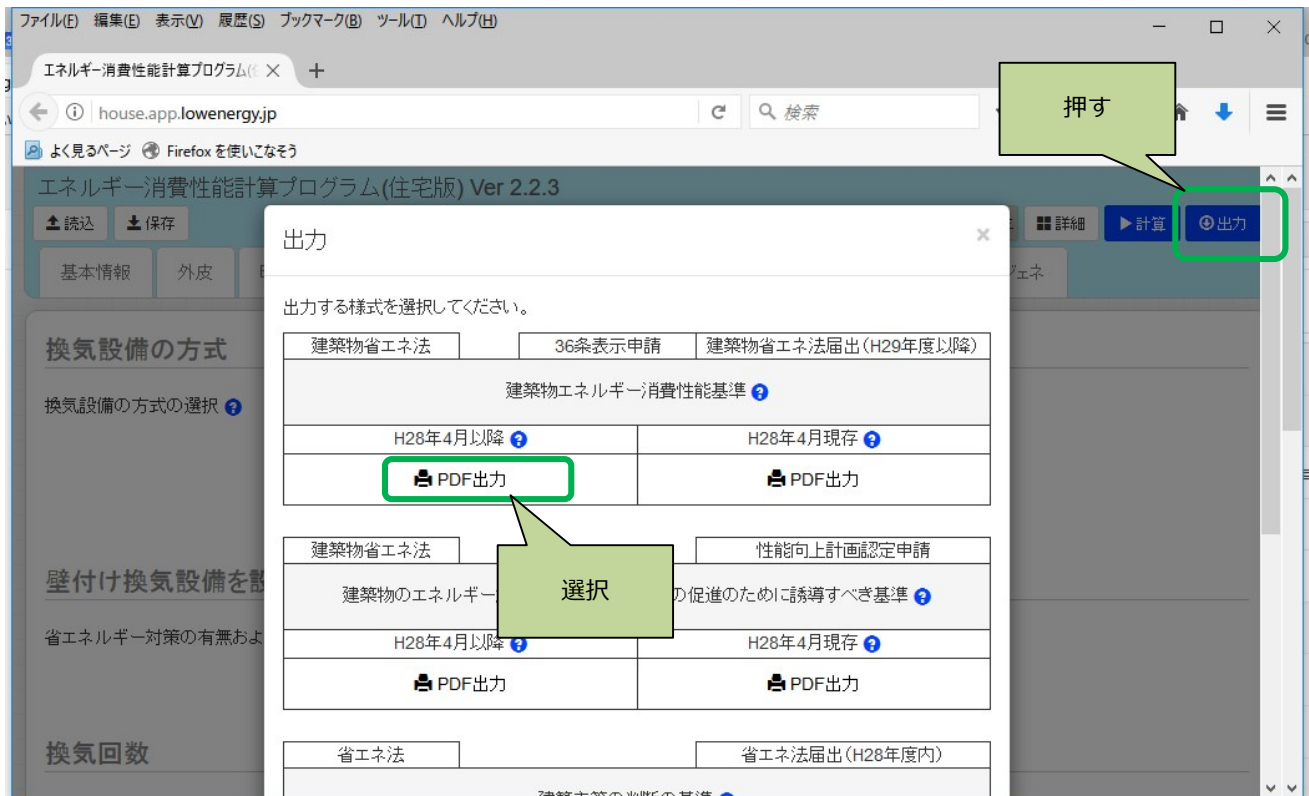 ファイル(F) 編集(E) 表示(V) 履歴(S) ブックマーク(B) ツール(T) ヘルプ(H)
エネルギー消費性能計算プログラム(
house.app.lowenergy.jp
検索
押す
よく見るページ Firefox を使いこなそう
エネルギー消費性能計算プログラム(住宅版) Ver 2.2.3
読込 保存 詳細 計算 出力
基本情報 外皮 ジェネ
出力
出力する様式を選択してください。
建築物省エネ法 36条表示申請 建築物省エネ法届出(H29年度以降)
建築物エネルギー消費性能基準
H28年4月以降 H28年4月現存
PDF出力 PDF出力
選択
建築物省エネ法 性能向上計画認定申請
建築物のエネルギー の促進のために誘導すべき基準
H28年4月以降 H28年4月現存
PDF出力 PDF出力
省エネ法 省エネ法届出(H28年度内)
建築主等の判断の基準
換気設備の方式
換気設備の方式の選択
壁付け換気設備を設
省エネルギー対策の有無およ
換気回数